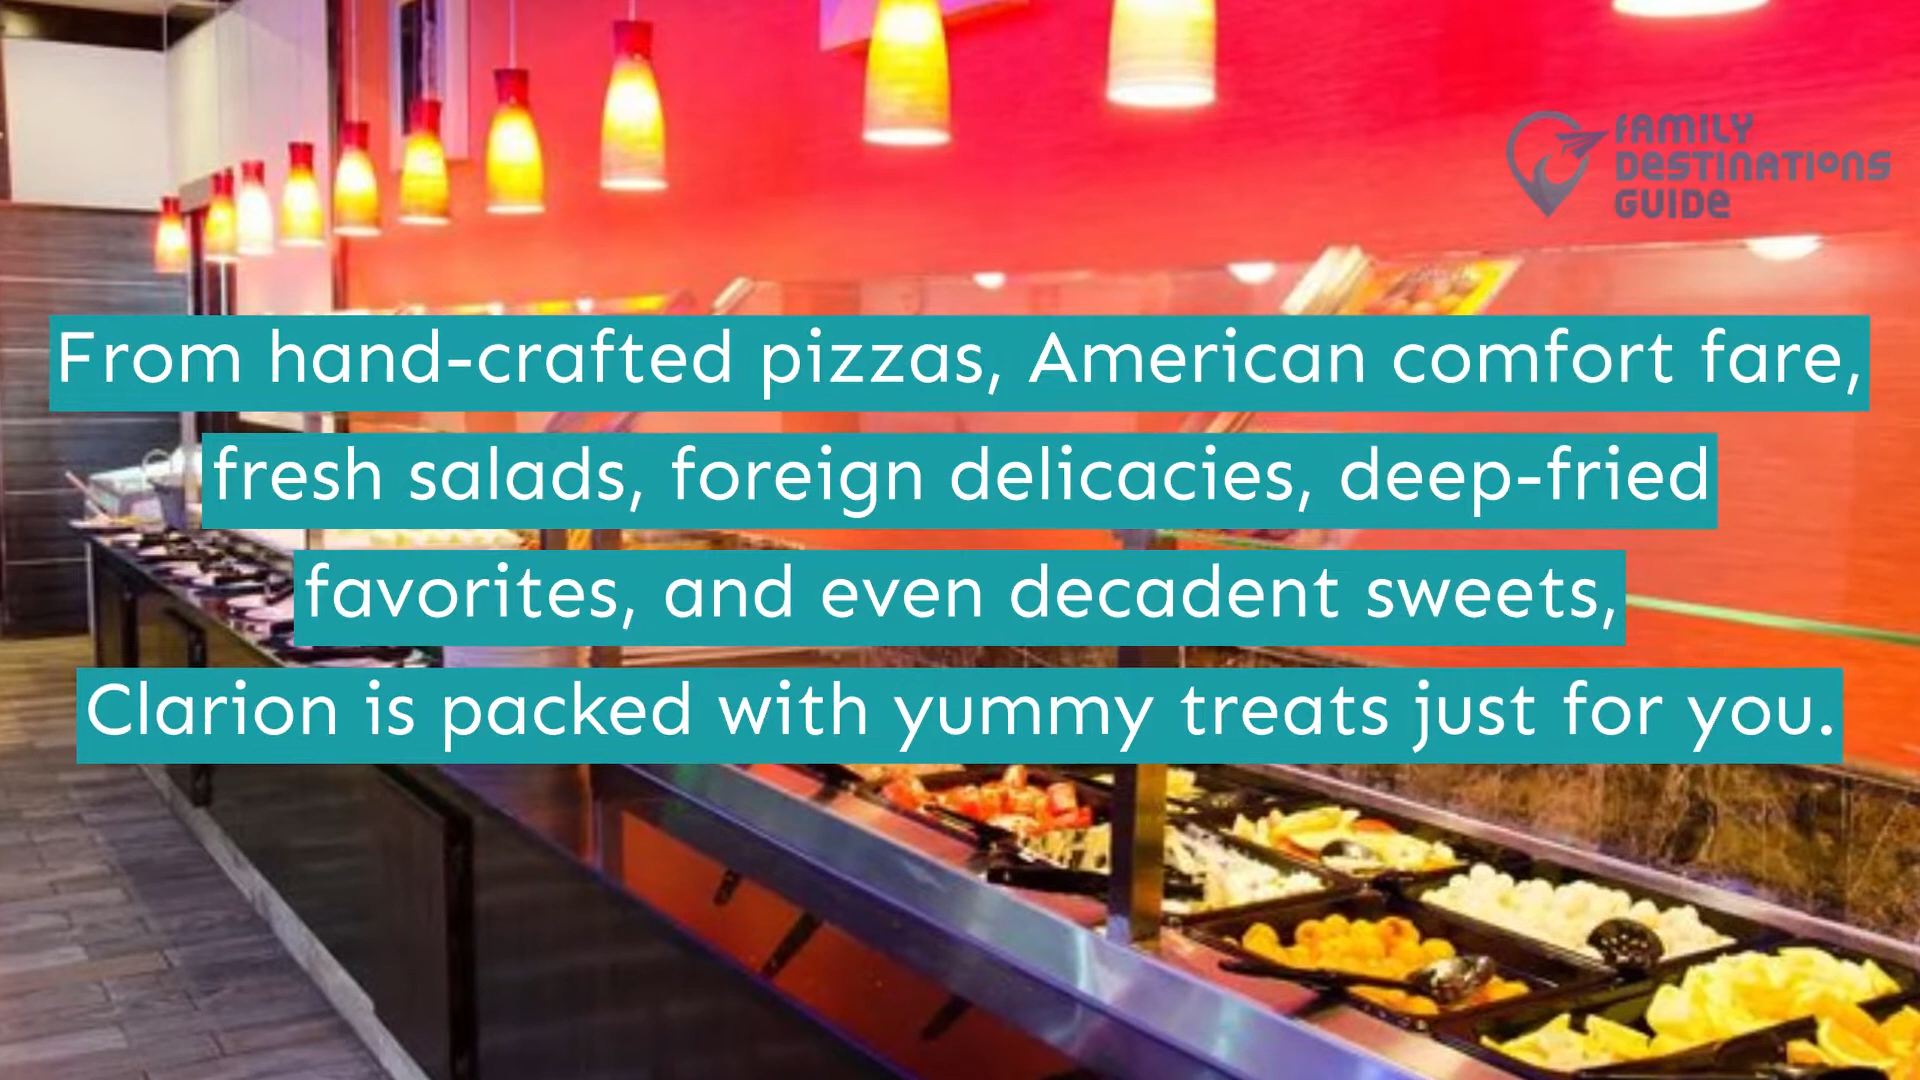 FAMILY
DESTINATIONS
GUIDE
From hand-crafted pizzas, American comfort fare,
fresh salads, foreign delicacies, deep-fried
favorites, and even decadent sweets,
Clarion is packed with yummy treats just for you.